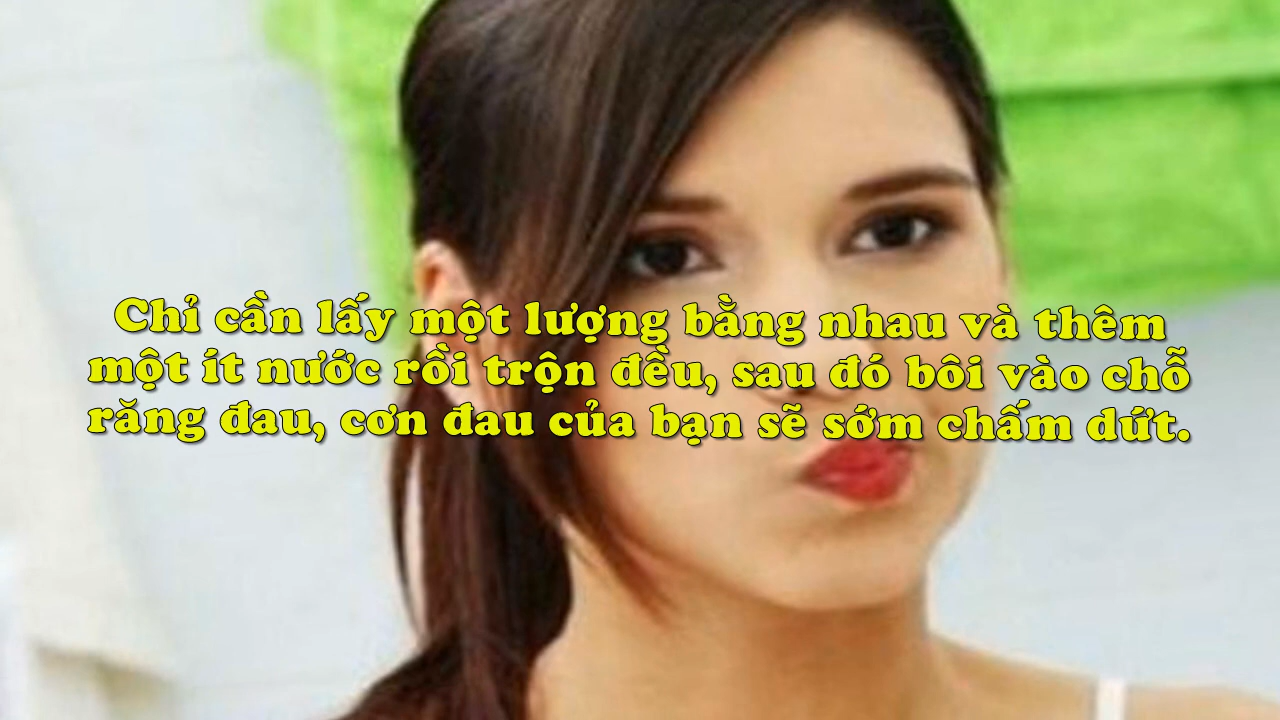 Chỉ cần lấy một lượng bằng nhau và thêm
một ít nước rồi trộn đều, sau đó bôi vào chỗ
răng đau, cơn đau của bạn sẽ sớm chấm dứt.